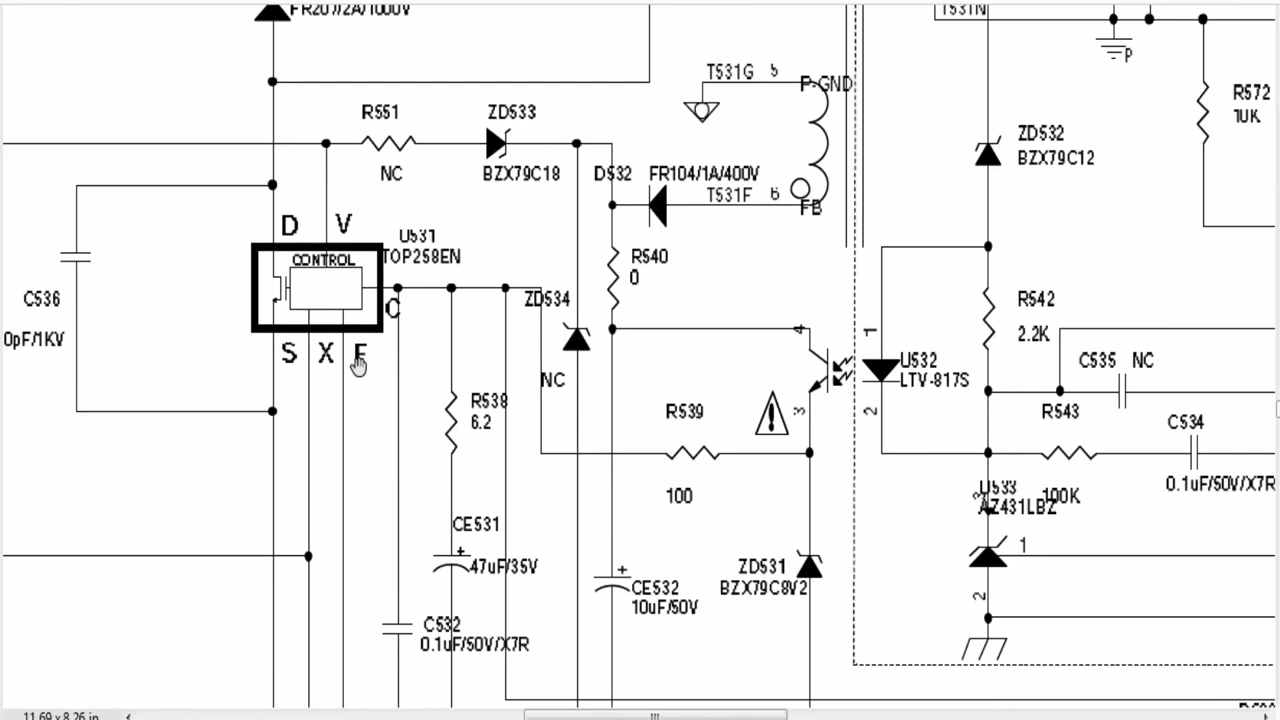 FR207/2A/1000V
T531N
T531G 5
P-GND
P
R572
1UK
R551
NC
ZD533
BZX79C18
D532
FR104/1A/400V
T531F 6
FB
ZD532
BZX79C12
D V
U531
TOP258EN
CONTROL
C
S X F
C536
0pF/1KV
R540
0
ZD534
NC
4
3
1
2
U532
LTV-817S
R542
2.2K
C535 NC
R538
6.2
R539
100
R543
100K
C534
0.1uF/50V/X7R
U533
AZ431LBZ
3
1
2
CE531
+
47uF/35V
ZD531
BZX79C8V2
+
CE532
10uF/50V
C532
0.1uF/50V/X7R
11.69 x 8.26 in